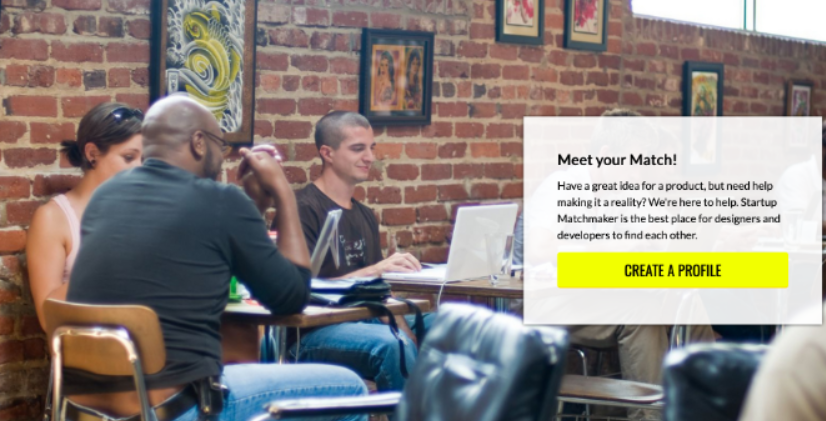 Meet your Match!
Have a great idea for a product, but need help
making it a reality? We're here to help. Startup
Matchmaker is the best place for designers and
developers to find each other.
CREATE A PROFILE